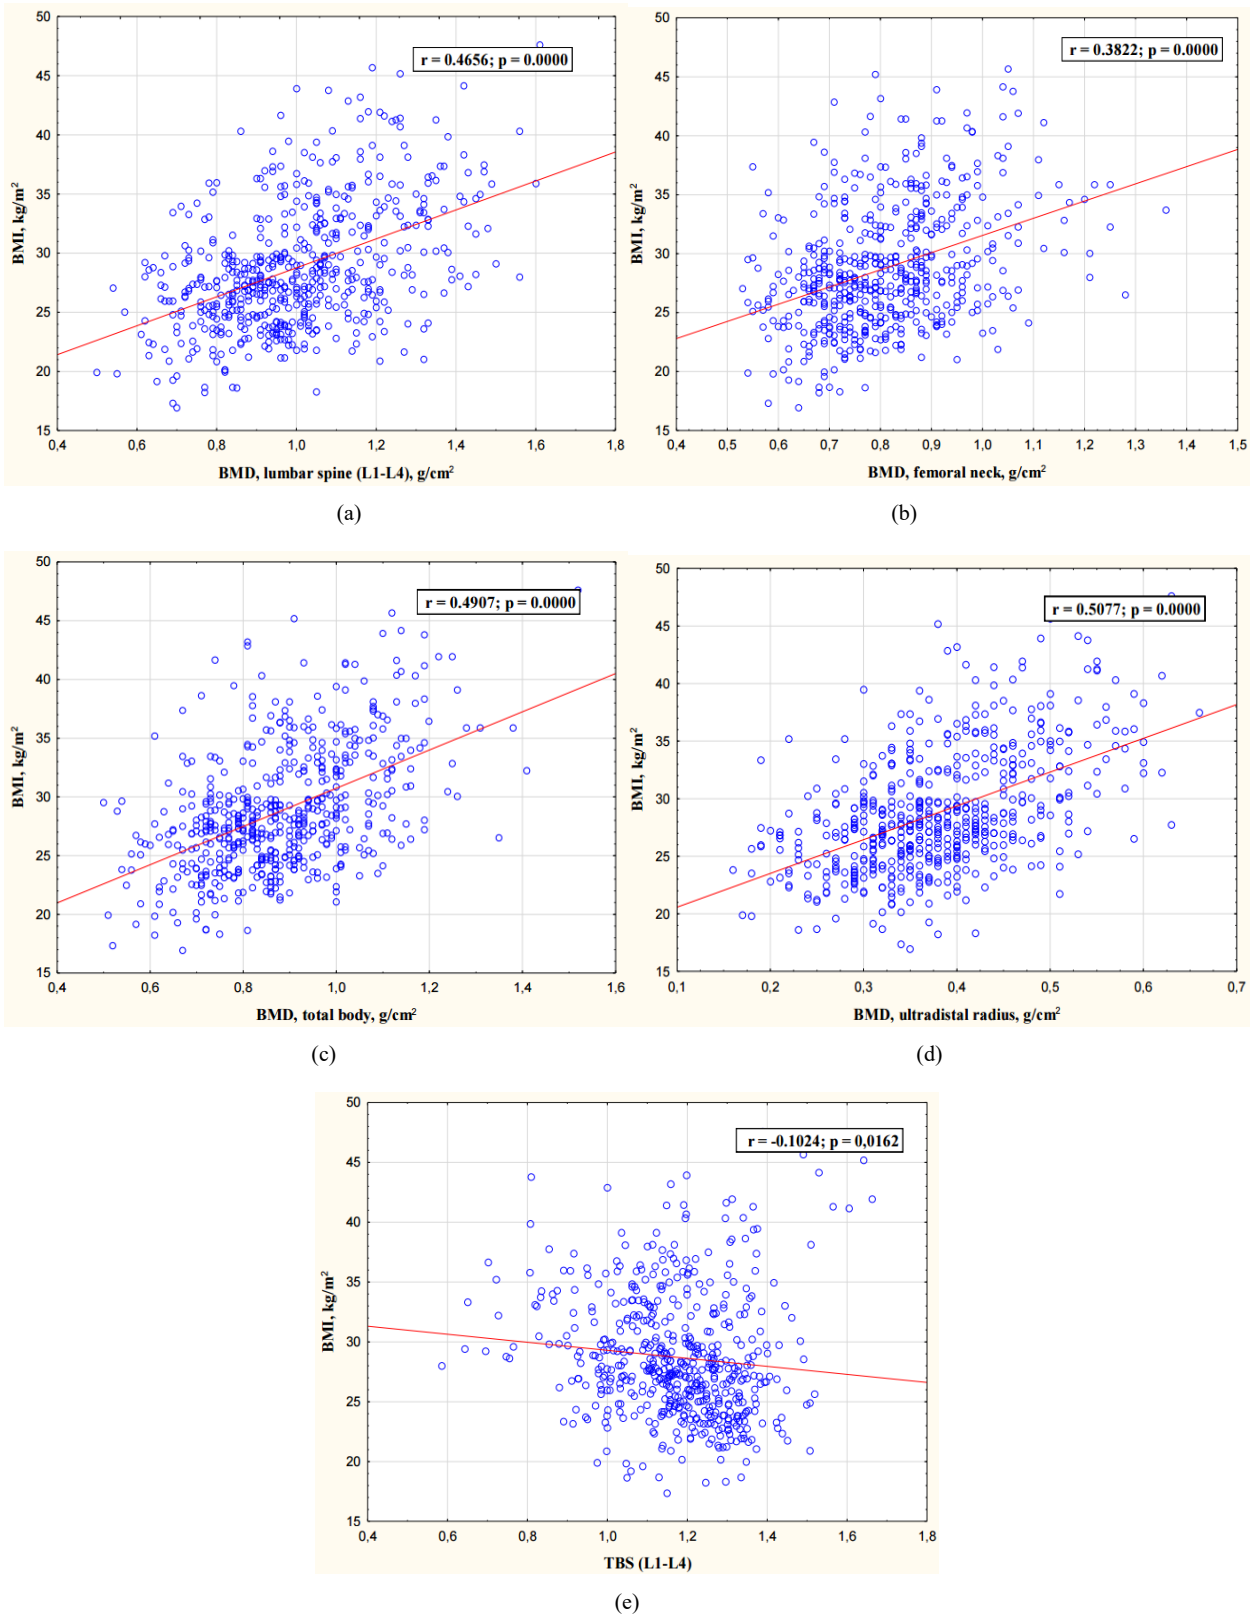 50
45
40
35
30
25
20
15
BMI, kg/m²
r = 0.4656; p = 0.0000
0,4 0,6 0,8 1,0 1,2 1,4 1,6 1,8
BMD, lumbar spine (L1-L4), g/cm²
(a)
50
45
40
35
30
25
20
15
BMI, kg/m²
r = 0.3822; p = 0.0000
0,4 0,5 0,6 0,7 0,8 0,9 1,0 1,1 1,2 1,3 1,4 1,5
BMD, femoral neck, g/cm²
(b)
50
45
40
35
30
25
20
15
BMI, kg/m²
r = 0.4907; p = 0.0000
0,4 0,6 0,8 1,0 1,2 1,4 1,6
BMD, total body, g/cm²
(c)
50
45
40
35
30
25
20
15
BMI, kg/m²
r = 0.5077; p = 0.0000
0,1 0,2 0,3 0,4 0,5 0,6 0,7
BMD, ultradistal radius, g/cm²
(d)
50
45
40
35
30
25
20
15
BMI, kg/m²
r = -0.1024; p = 0,0162
0,4 0,6 0,8 1,0 1,2 1,4 1,6 1,8
TBS (L1-L4)
(e)